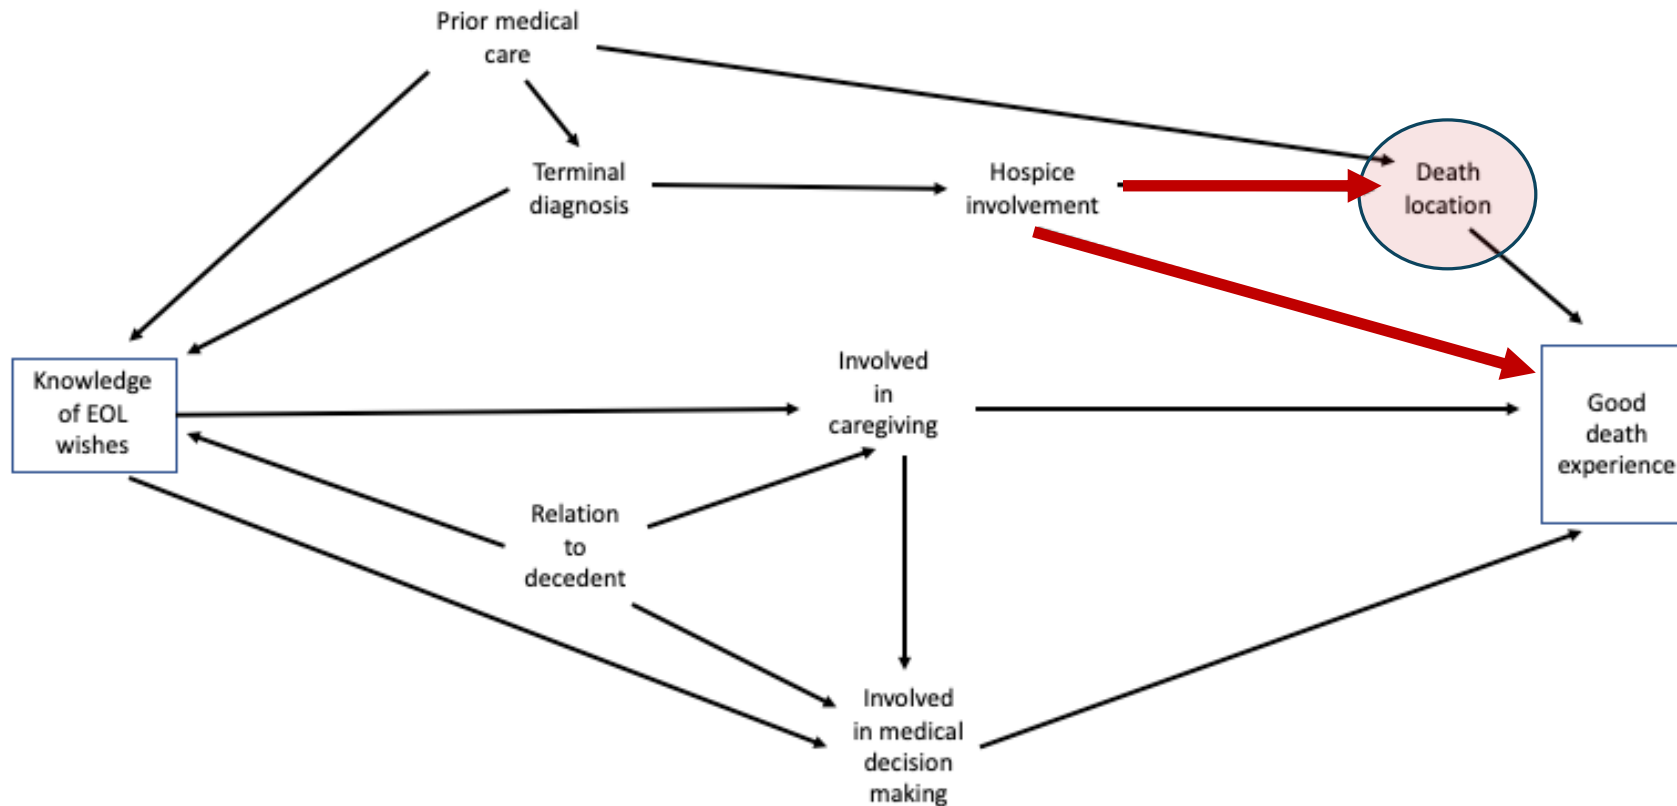 Prior medical
care
Terminal
diagnosis
Hospice
involvement
Death
location
Knowledge
of EOL
wishes
Involved
in
caregiving
Good
death
experience
Relation
to
decedent
Involved
in medical
decision
making